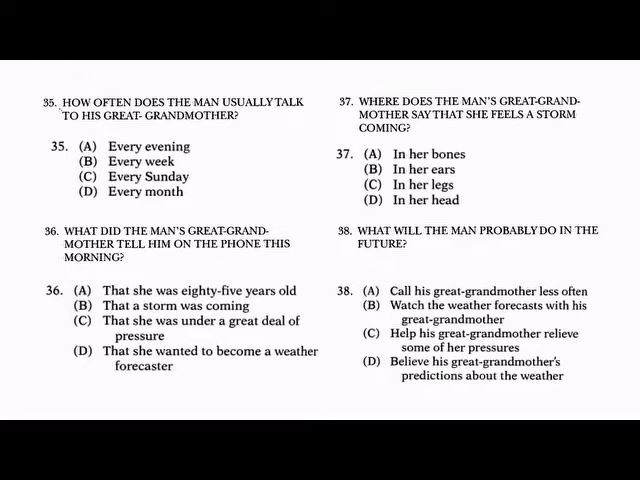 35. HOW OFTEN DOES THE MAN USUALLY TALK
TO HIS GREAT- GRANDMOTHER?
35. (A) Every evening
(B) Every week
(C) Every Sunday
(D) Every month
36. WHAT DID THE MAN'S GREAT-GRAND-
MOTHER TELL HIM ON THE PHONE THIS
MORNING?
36. (A) That she was eighty-five years old
(B) That a storm was coming
(C) That she was under a great deal of
pressure
(D) That she wanted to become a weather
forecaster
37. WHERE DOES THE MAN'S GREAT-GRAND-
MOTHER SAY THAT SHE FEELS A STORM
COMING?
37. (A) In her bones
(B) In her ears
(C) In her legs
(D) In her head
38. WHAT WILL THE MAN PROBABLY DO IN THE
FUTURE?
38. (A) Call his great-grandmother less often
(B) Watch the weather forecasts with his
great-grandmother
(C) Help his great-grandmother relieve
some of her pressures
(D) Believe his great-grandmother's
predictions about the weather